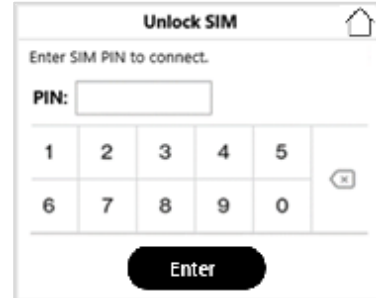 Unlock SIM
Enter SIM PIN to connect.
PIN:
1 2 3 4 5
6 7 8 9 0
Enter